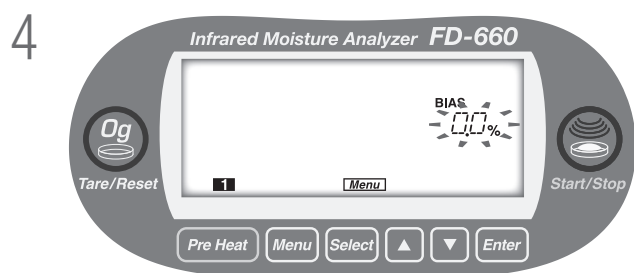 4
Infrared Moisture Analyzer FD-660
BIAS
0.0%
0g
Tare/Reset
Start/Stop
1
Menu
Pre Heat Menu Select ▲ ▼ Enter